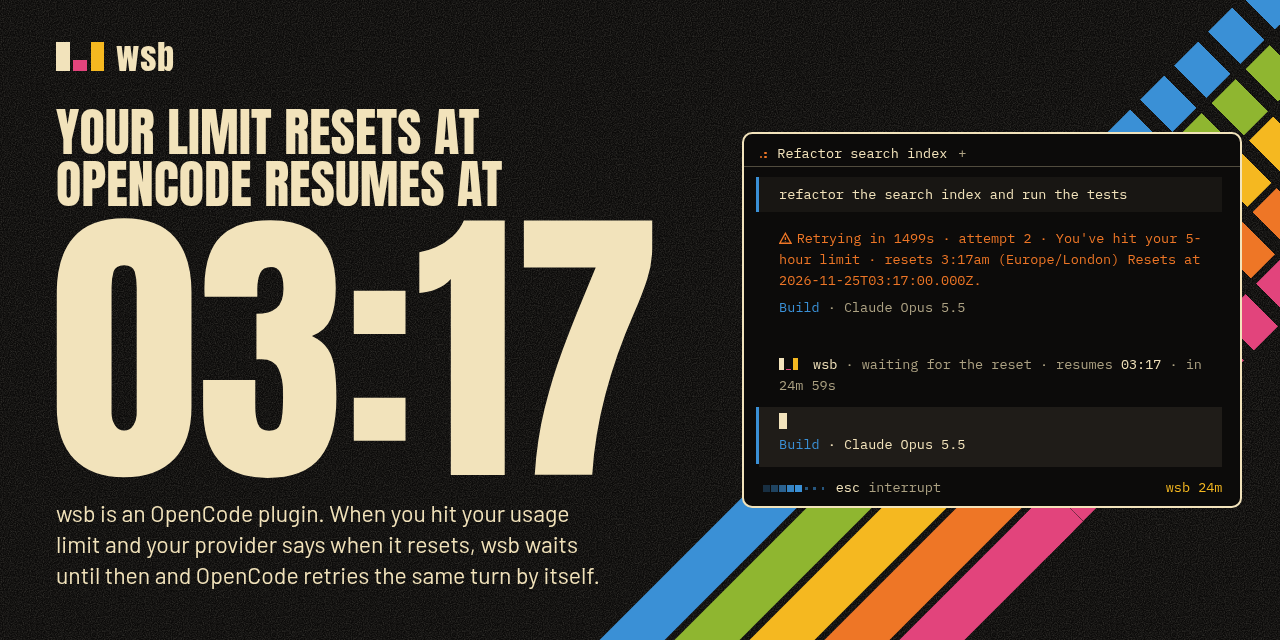 wsb
YOUR LIMIT RESETS AT
OPENCODE RESUMES AT
03:17
wsb is an OpenCode plugin. When you hit your usage
limit and your provider says when it resets, wsb waits
until then and OpenCode retries the same turn by itself.
Refactor search index +
refactor the search index and run the tests
⚠ Retrying in 1499s · attempt 2 · You've hit your 5-
hour limit · resets 3:17am (Europe/London) Resets at
2026-11-25T03:17:00.000Z.
Build · Claude Opus 5.5
wsb · waiting for the reset · resumes 03:17 · in
24m 59s
Build · Claude Opus 5.5
esc interrupt
wsb 24m